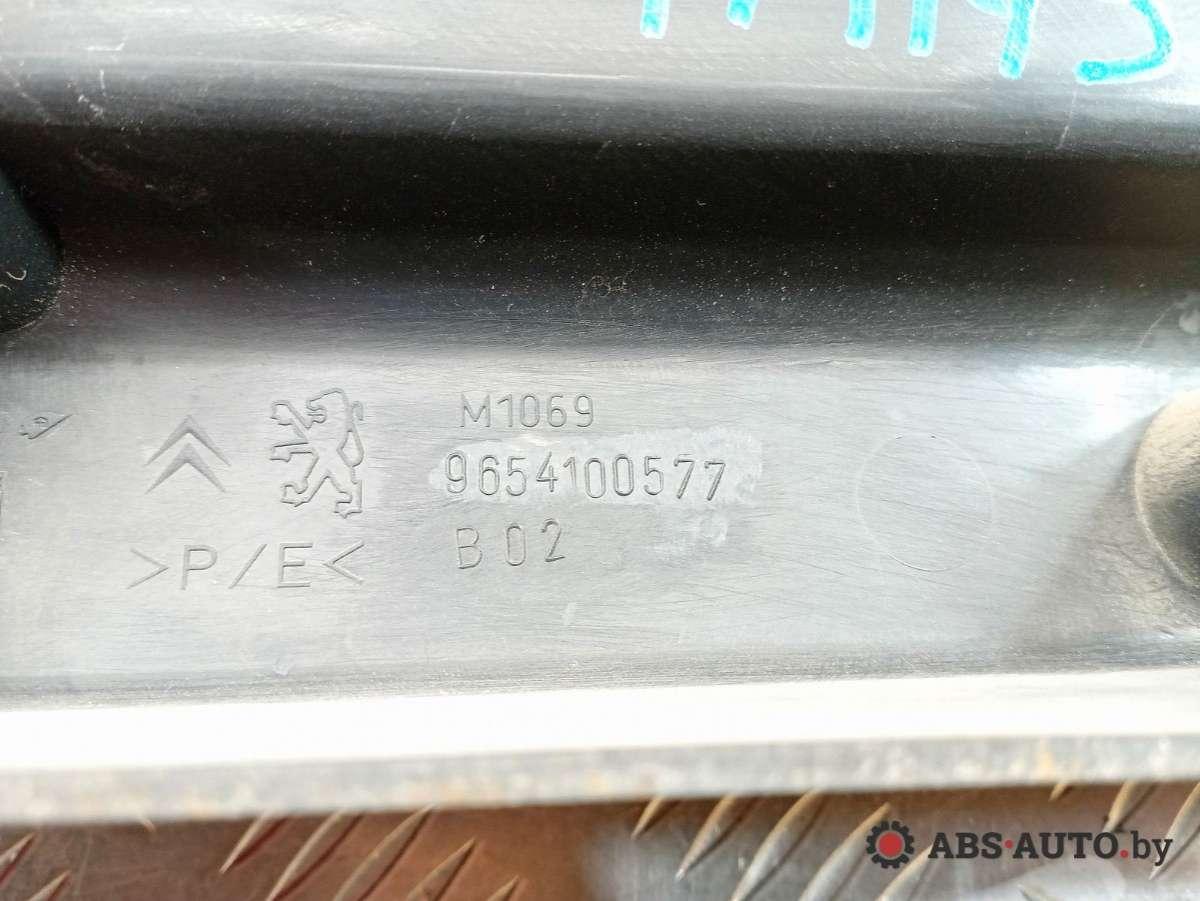 M1069
9654100577
B02
>P/E<
ABS·AUTO.by